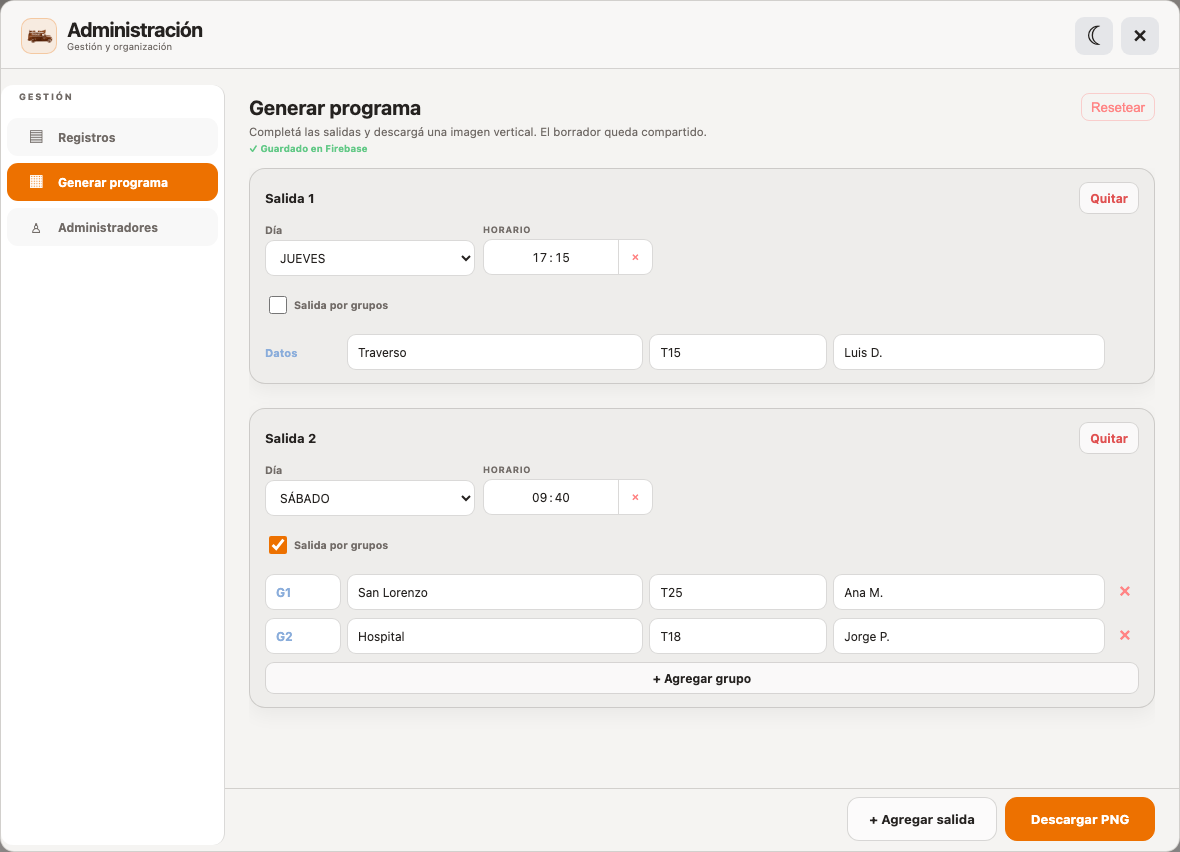 Administración
Gestión y organización
GESTIÓN
Registros
Generar programa
Administradores
Generar programa
Completá las salidas y descargá una imagen vertical. El borrador queda compartido.
✓ Guardado en Firebase
Resetear
Salida 1
Quitar
Día
HORARIO
JUEVES
17:15
×
Salida por grupos
Datos
Traverso
T15
Luis D.
Salida 2
Quitar
Día
HORARIO
SÁBADO
09:40
×
Salida por grupos
G1
San Lorenzo
T25
Ana M.
×
G2
Hospital
T18
Jorge P.
×
+ Agregar grupo
+ Agregar salida
Descargar PNG